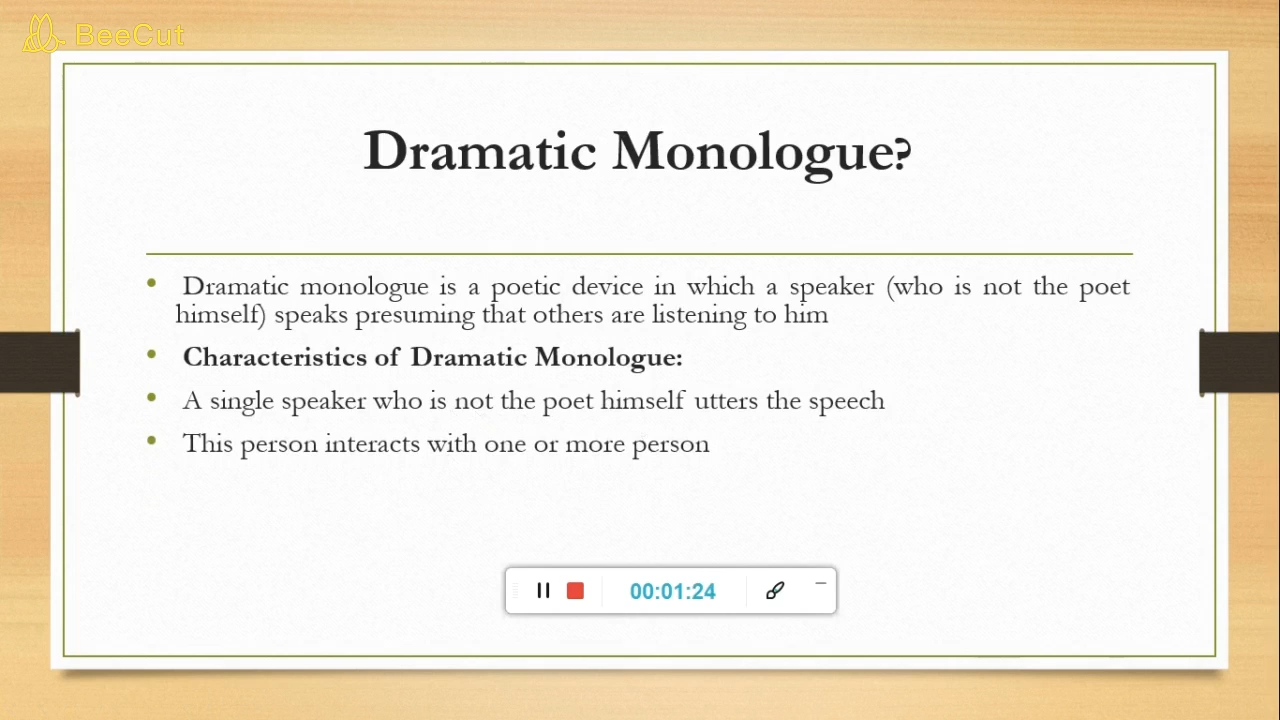 BeeCut
Dramatic Monologue?
• Dramatic monologue is a poetic device in which a speaker (who is not the poet
himself) speaks presuming that others are listening to him
• Characteristics of Dramatic Monologue:
• A single speaker who is not the poet himself utters the speech
• This person interacts with one or more person
00:01:24